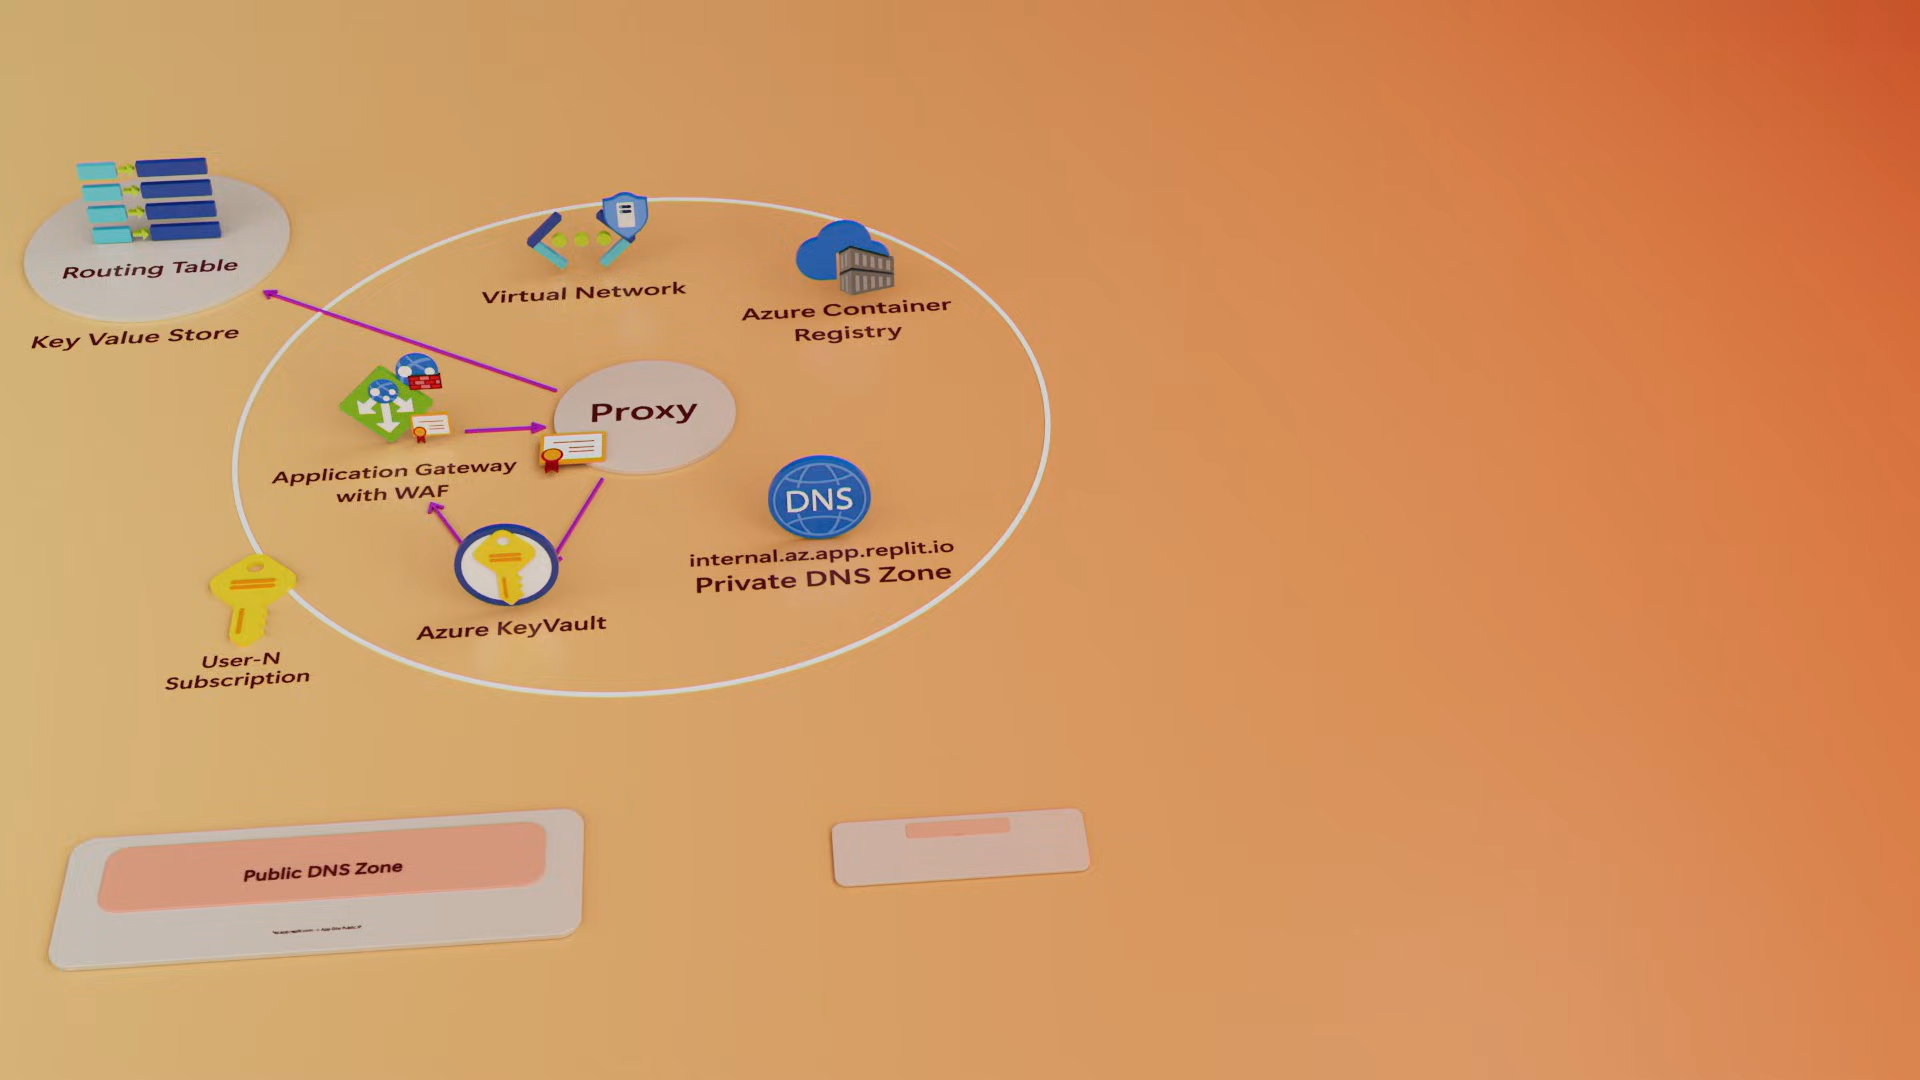 Routing Table
Key Value Store
Virtual Network
Azure Container
Registry
Proxy
Application Gateway
with WAF
DNS
internal.az.app.replit.io
Private DNS Zone
Azure KeyVault
User-N
Subscription
Public DNS Zone